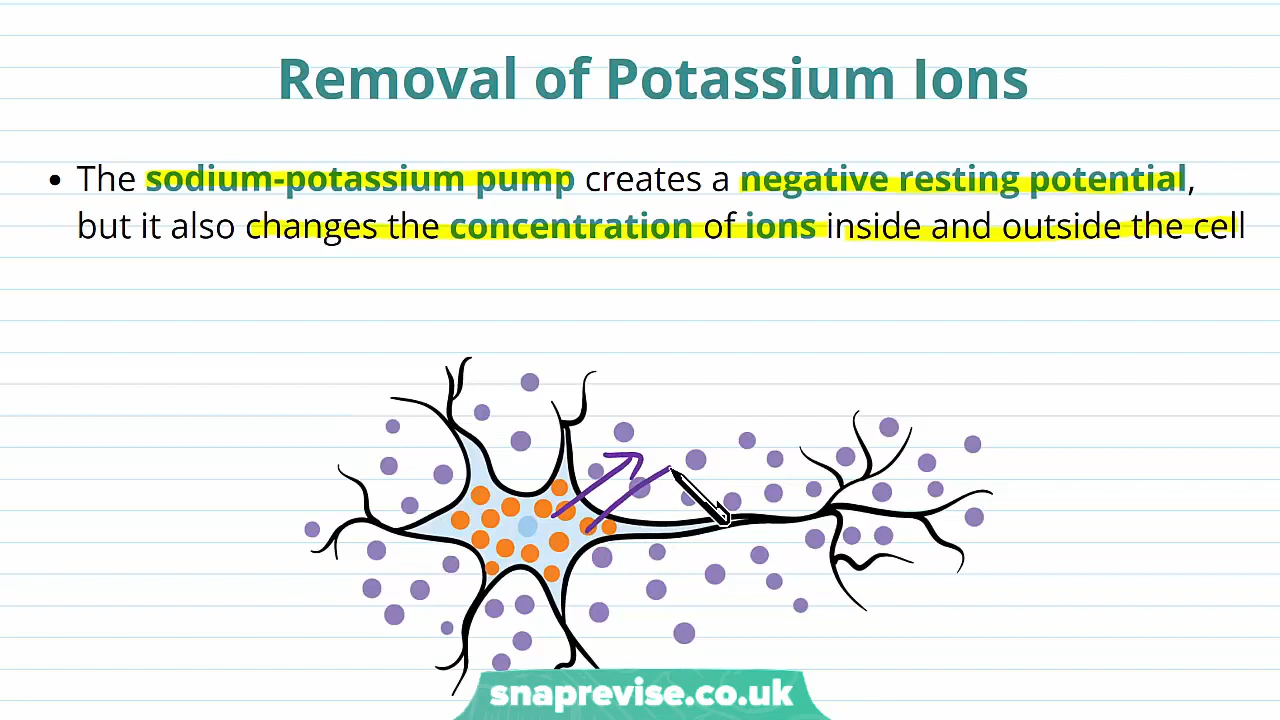 Removal of Potassium Ions
• The sodium-potassium pump creates a negative resting potential,
but it also changes the concentration of ions inside and outside the cell
snaprevise.co.uk